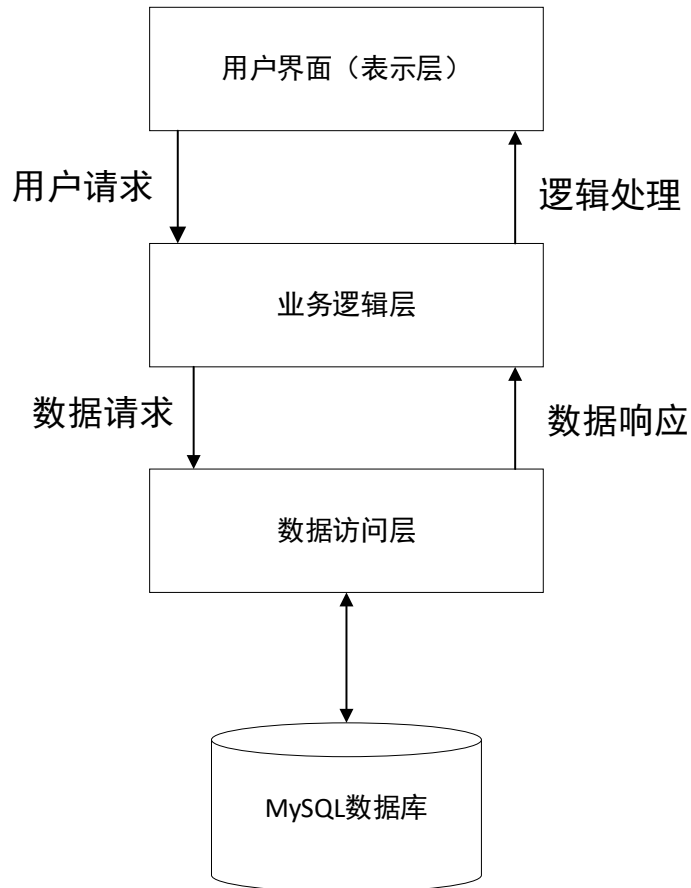 用户界面（表示层）
用户请求
逻辑处理
业务逻辑层
数据请求
数据响应
数据访问层
MySQL数据库